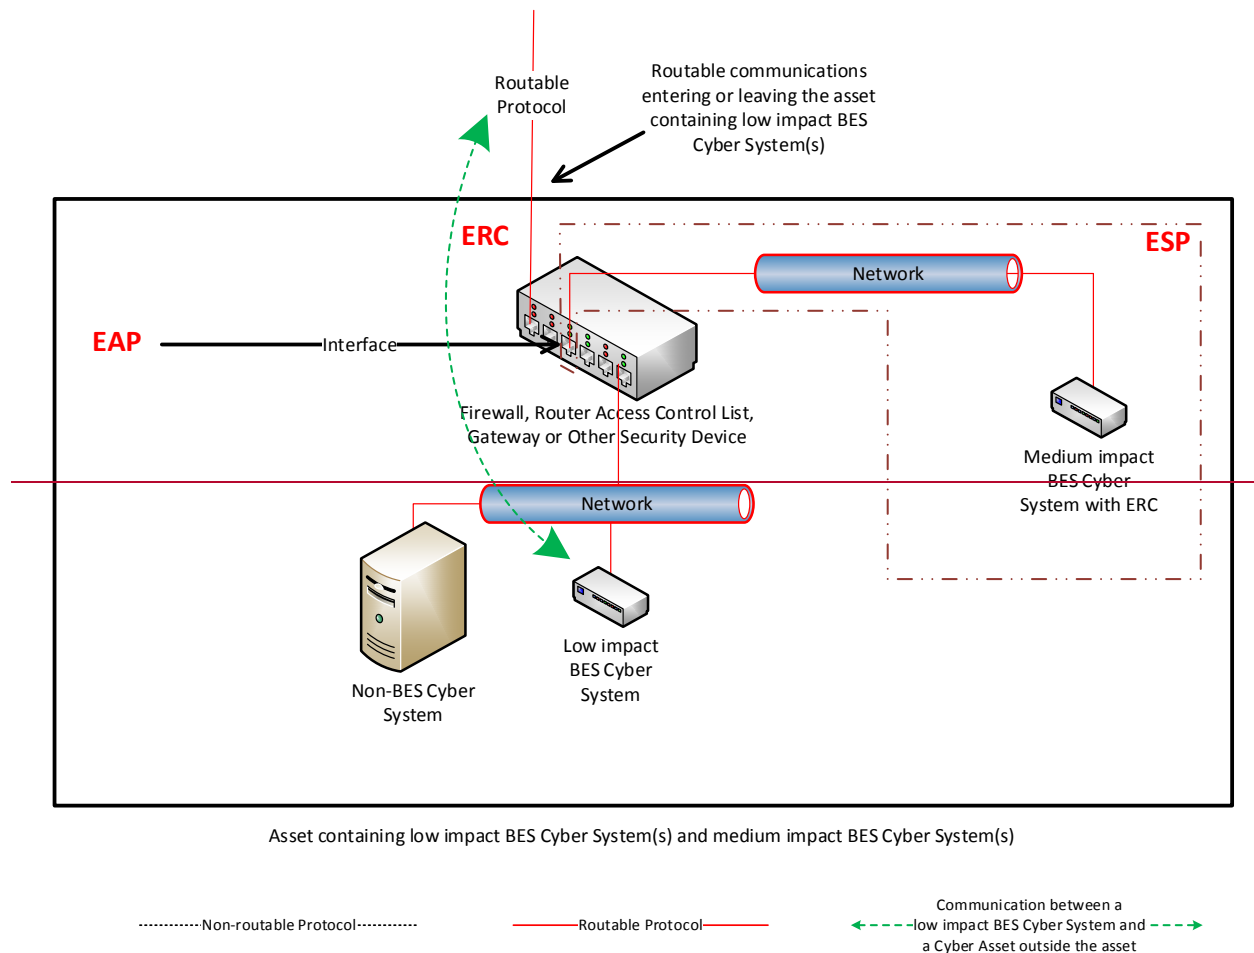 Routable
Protocol
Routable communications
entering or leaving the asset
containing low impact BES
Cyber System(s)
ERC
ESP
Network
EAP
Interface
Firewall, Router Access Control List,
Gateway or Other Security Device
Medium impact
BES Cyber
System with ERC
Network
Low impact
BES Cyber
System
Non-BES Cyber
System
Asset containing low impact BES Cyber System(s) and medium impact BES Cyber System(s)
Non-routable Protocol
Routable Protocol
Communication between a
low impact BES Cyber System and
a Cyber Asset outside the asset